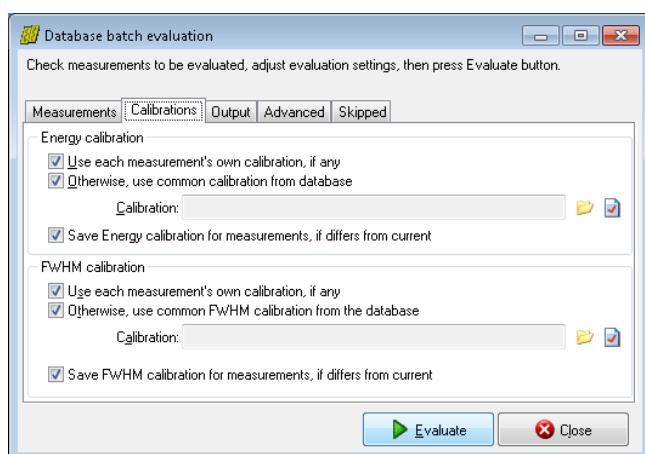 Database batch evaluation
Check measurements to be evaluated, adjust evaluation settings, then press Evaluate button.
Measurements Calibrations Output Advanced Skipped
Energy calibration
Use each measurement's own calibration, if any
Otherwise, use common calibration from database
Calibration:
Save Energy calibration for measurements, if differs from current
FWHM calibration
Use each measurement's own calibration, if any
Otherwise, use common FWHM calibration from the database
Calibration:
Save FWHM calibration for measurements, if differs from current
Evaluate Close